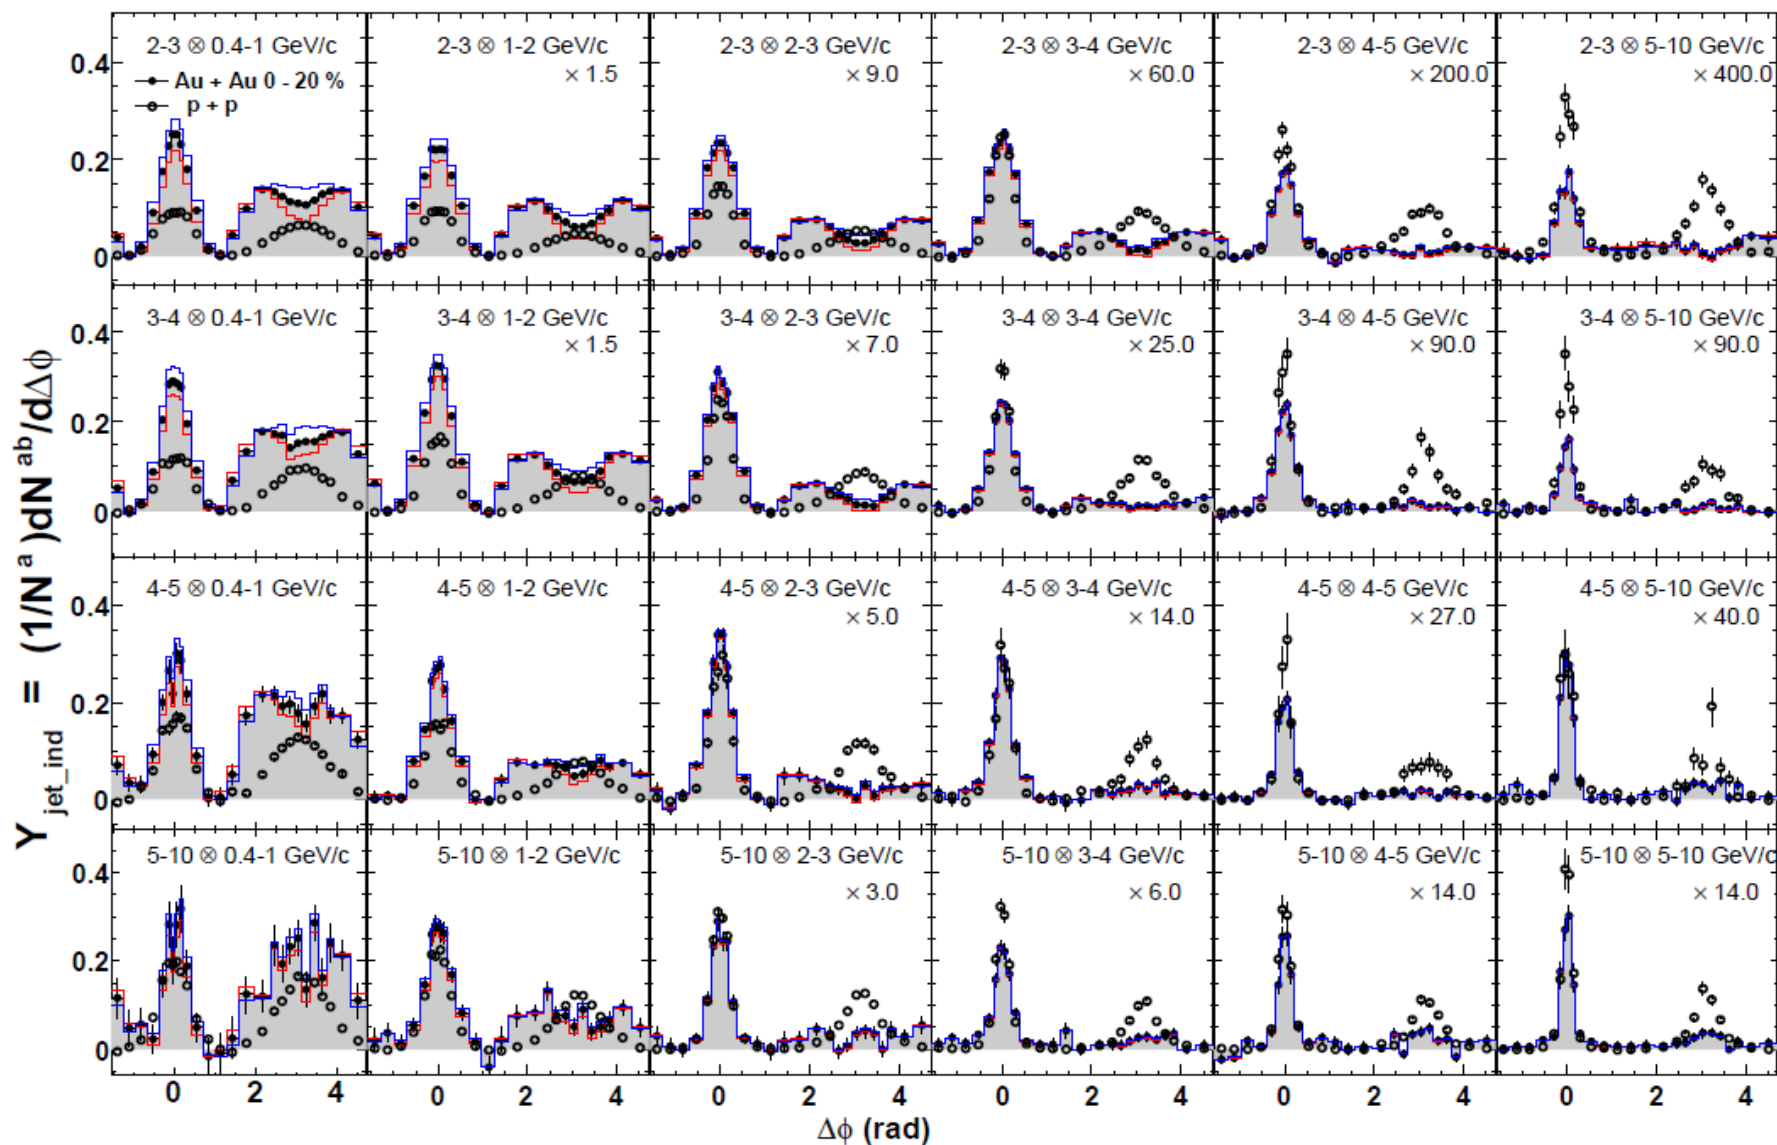 2-3 ⊗ 0.4-1 GeV/c 2-3 ⊗ 1-2 GeV/c 2-3 ⊗ 2-3 GeV/c 2-3 ⊗ 3-4 GeV/c 2-3 ⊗ 4-5 GeV/c 2-3 ⊗ 5-10 GeV/c
0.4 Au + Au 0 - 20 % × 1.5 × 9.0 × 60.0 × 200.0 × 400.0
p + p
0.2
0
3-4 ⊗ 0.4-1 GeV/c 3-4 ⊗ 1-2 GeV/c 3-4 ⊗ 2-3 GeV/c 3-4 ⊗ 3-4 GeV/c 3-4 ⊗ 4-5 GeV/c 3-4 ⊗ 5-10 GeV/c
0.4 × 1.5 × 7.0 × 25.0 × 90.0 × 90.0
0.2
0
4-5 ⊗ 0.4-1 GeV/c 4-5 ⊗ 1-2 GeV/c 4-5 ⊗ 2-3 GeV/c 4-5 ⊗ 3-4 GeV/c 4-5 ⊗ 4-5 GeV/c 4-5 ⊗ 5-10 GeV/c
0.4 × 5.0 × 14.0 × 27.0 × 40.0
0.2
0
5-10 ⊗ 0.4-1 GeV/c 5-10 ⊗ 1-2 GeV/c 5-10 ⊗ 2-3 GeV/c 5-10 ⊗ 3-4 GeV/c 5-10 ⊗ 4-5 GeV/c 5-10 ⊗ 5-10 GeV/c
0.4 × 3.0 × 6.0 × 14.0 × 14.0
0.2
0
0 2 4 0 2 4 0 2 4 0 2 4 0 2 4 0 2 4
Δϕ (rad)
Y jet_ind = (1/N a )dN ab/dΔϕ